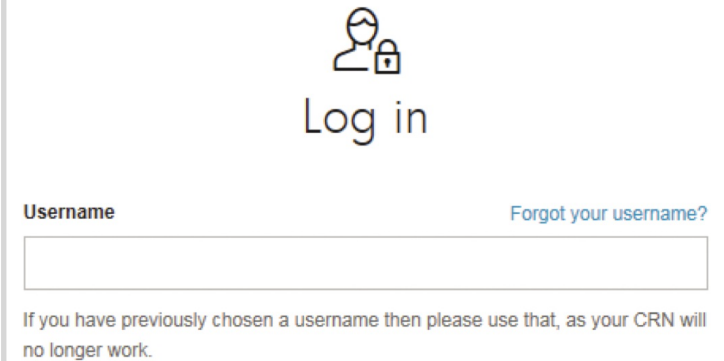 Log in
Username
Forgot your username?
If you have previously chosen a username then please use that, as your CRN will
no longer work.